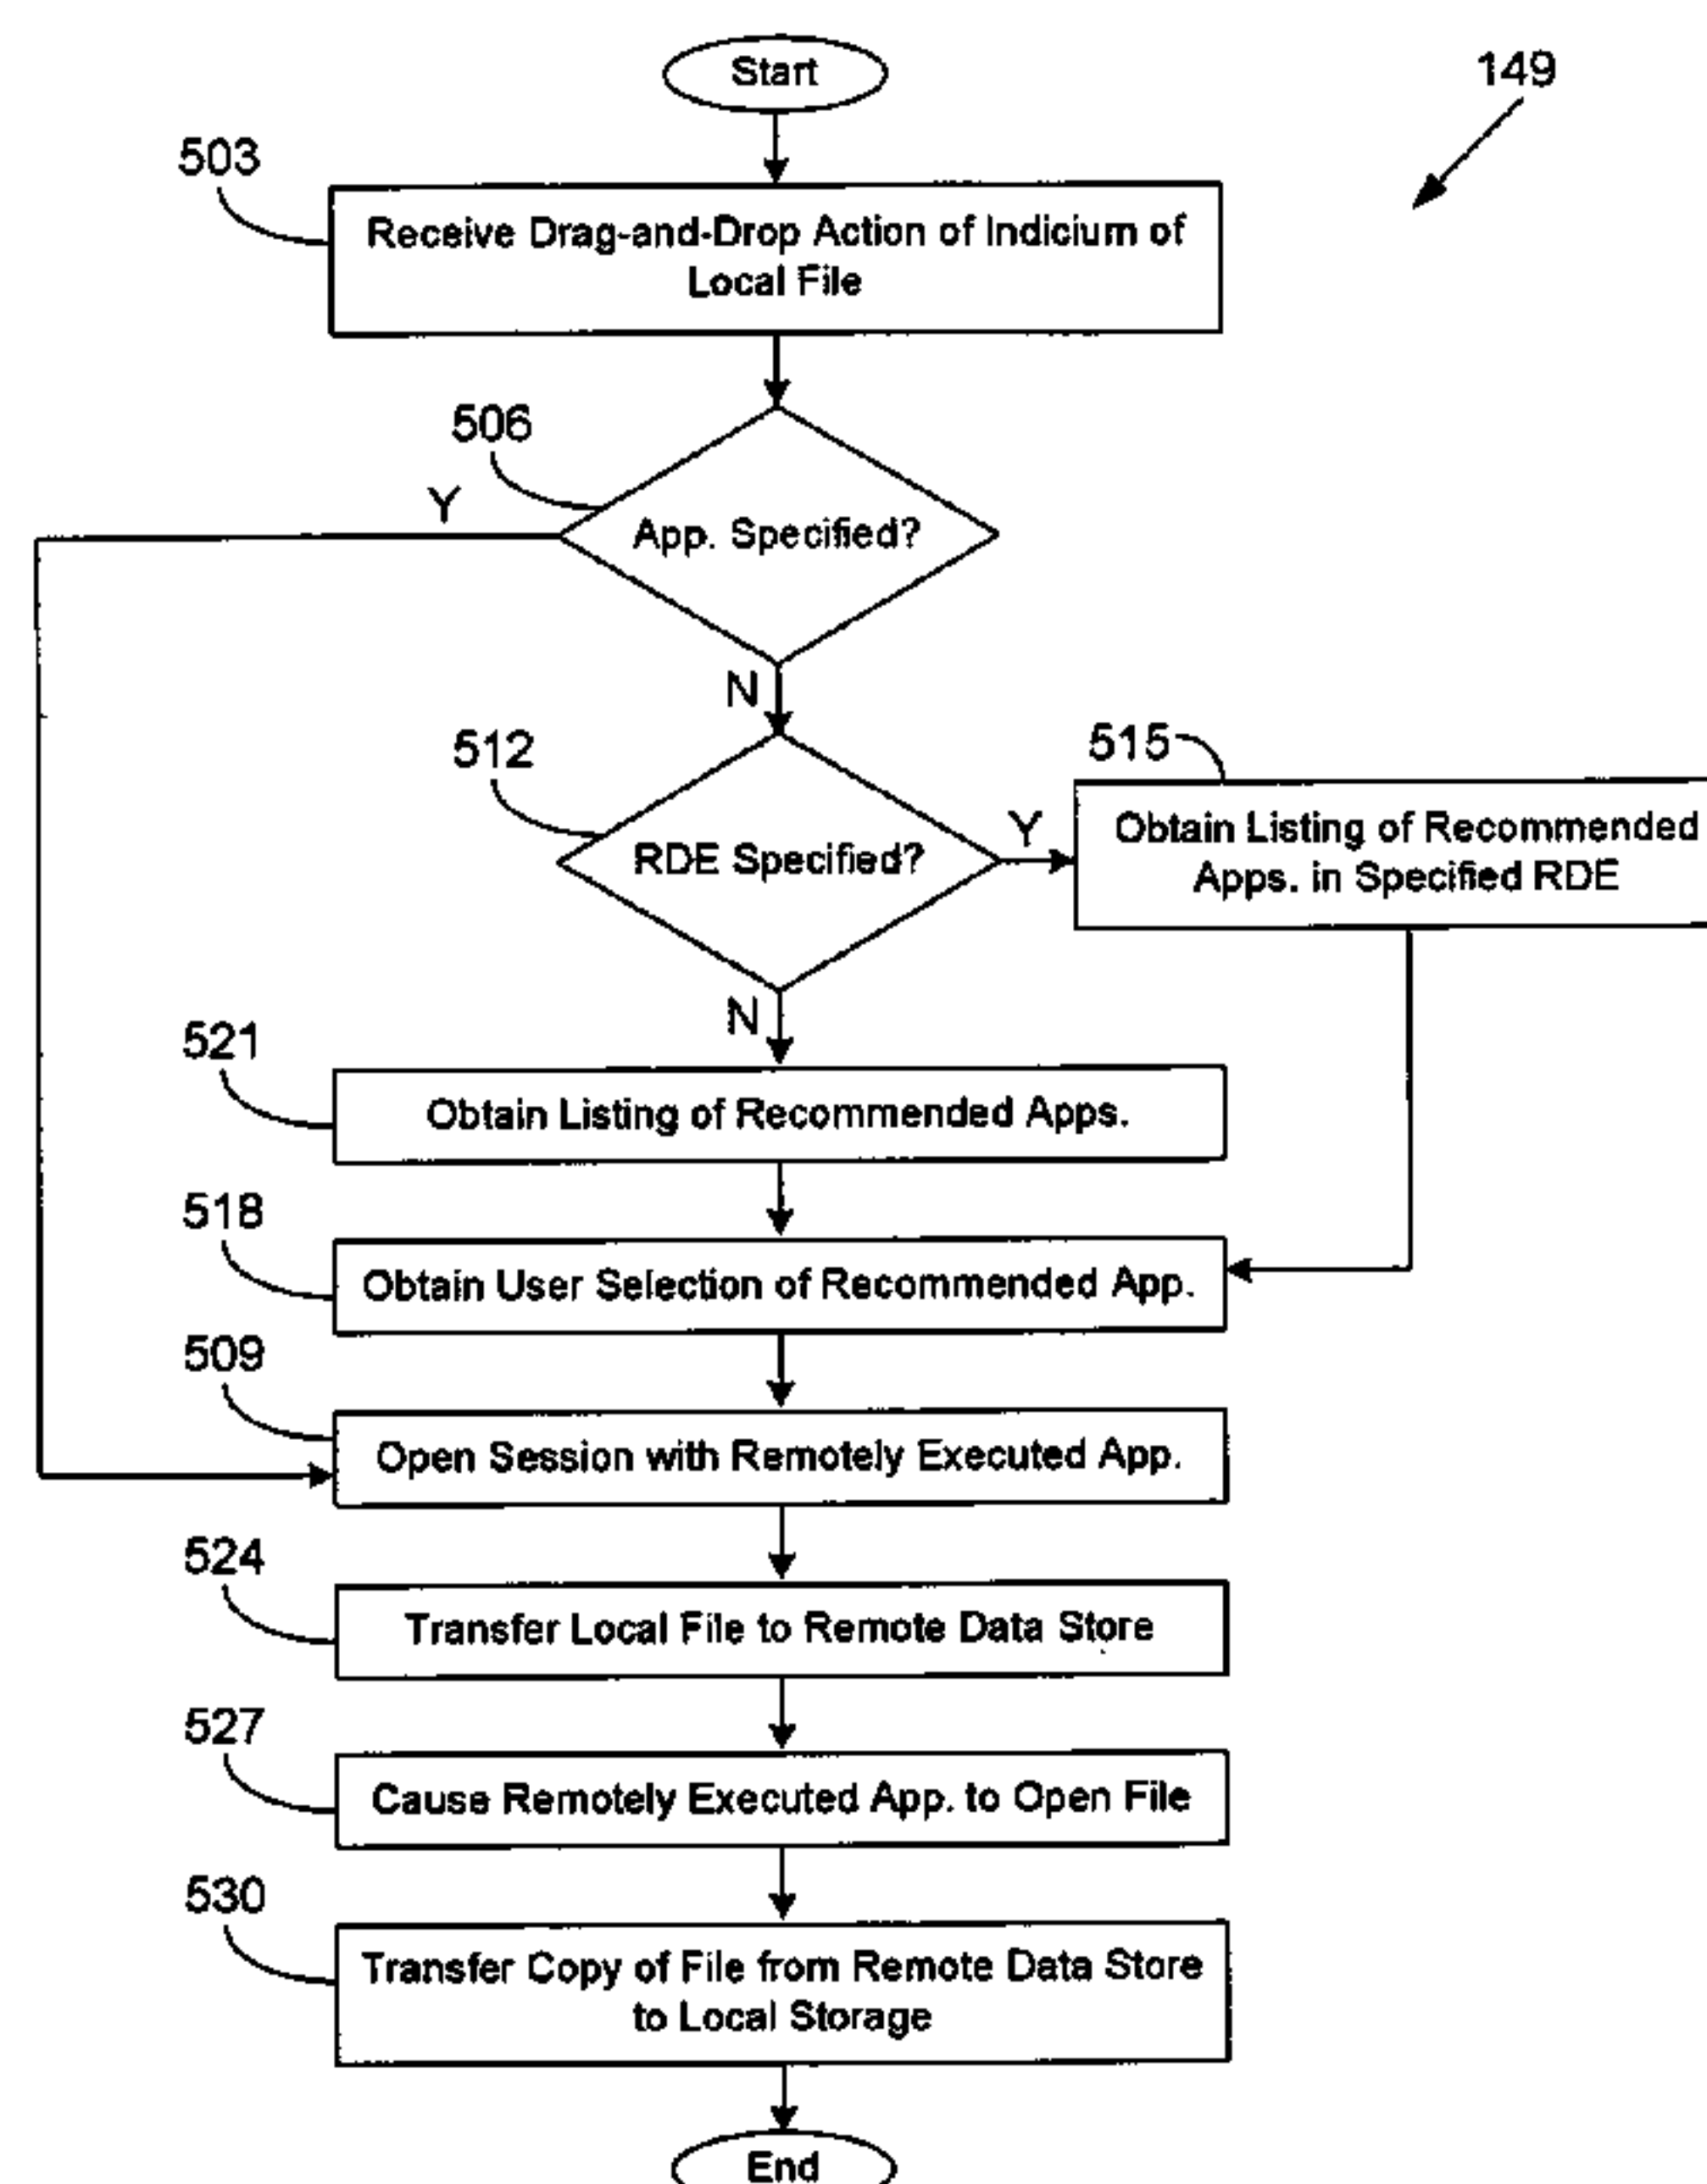 Start
149
503
Receive Drag-and-Drop Action of Indicium of
Local File
506
Y
App. Specified?
N
512
RDE Specified?
Y
515
Obtain Listing of Recommended
Apps. in Specified RDE
N
521
Obtain Listing of Recommended Apps.
518
Obtain User Selection of Recommended App.
509
Open Session with Remotely Executed App.
524
Transfer Local File to Remote Data Store
527
Cause Remotely Executed App. to Open File
530
Transfer Copy of File from Remote Data Store
to Local Storage
End